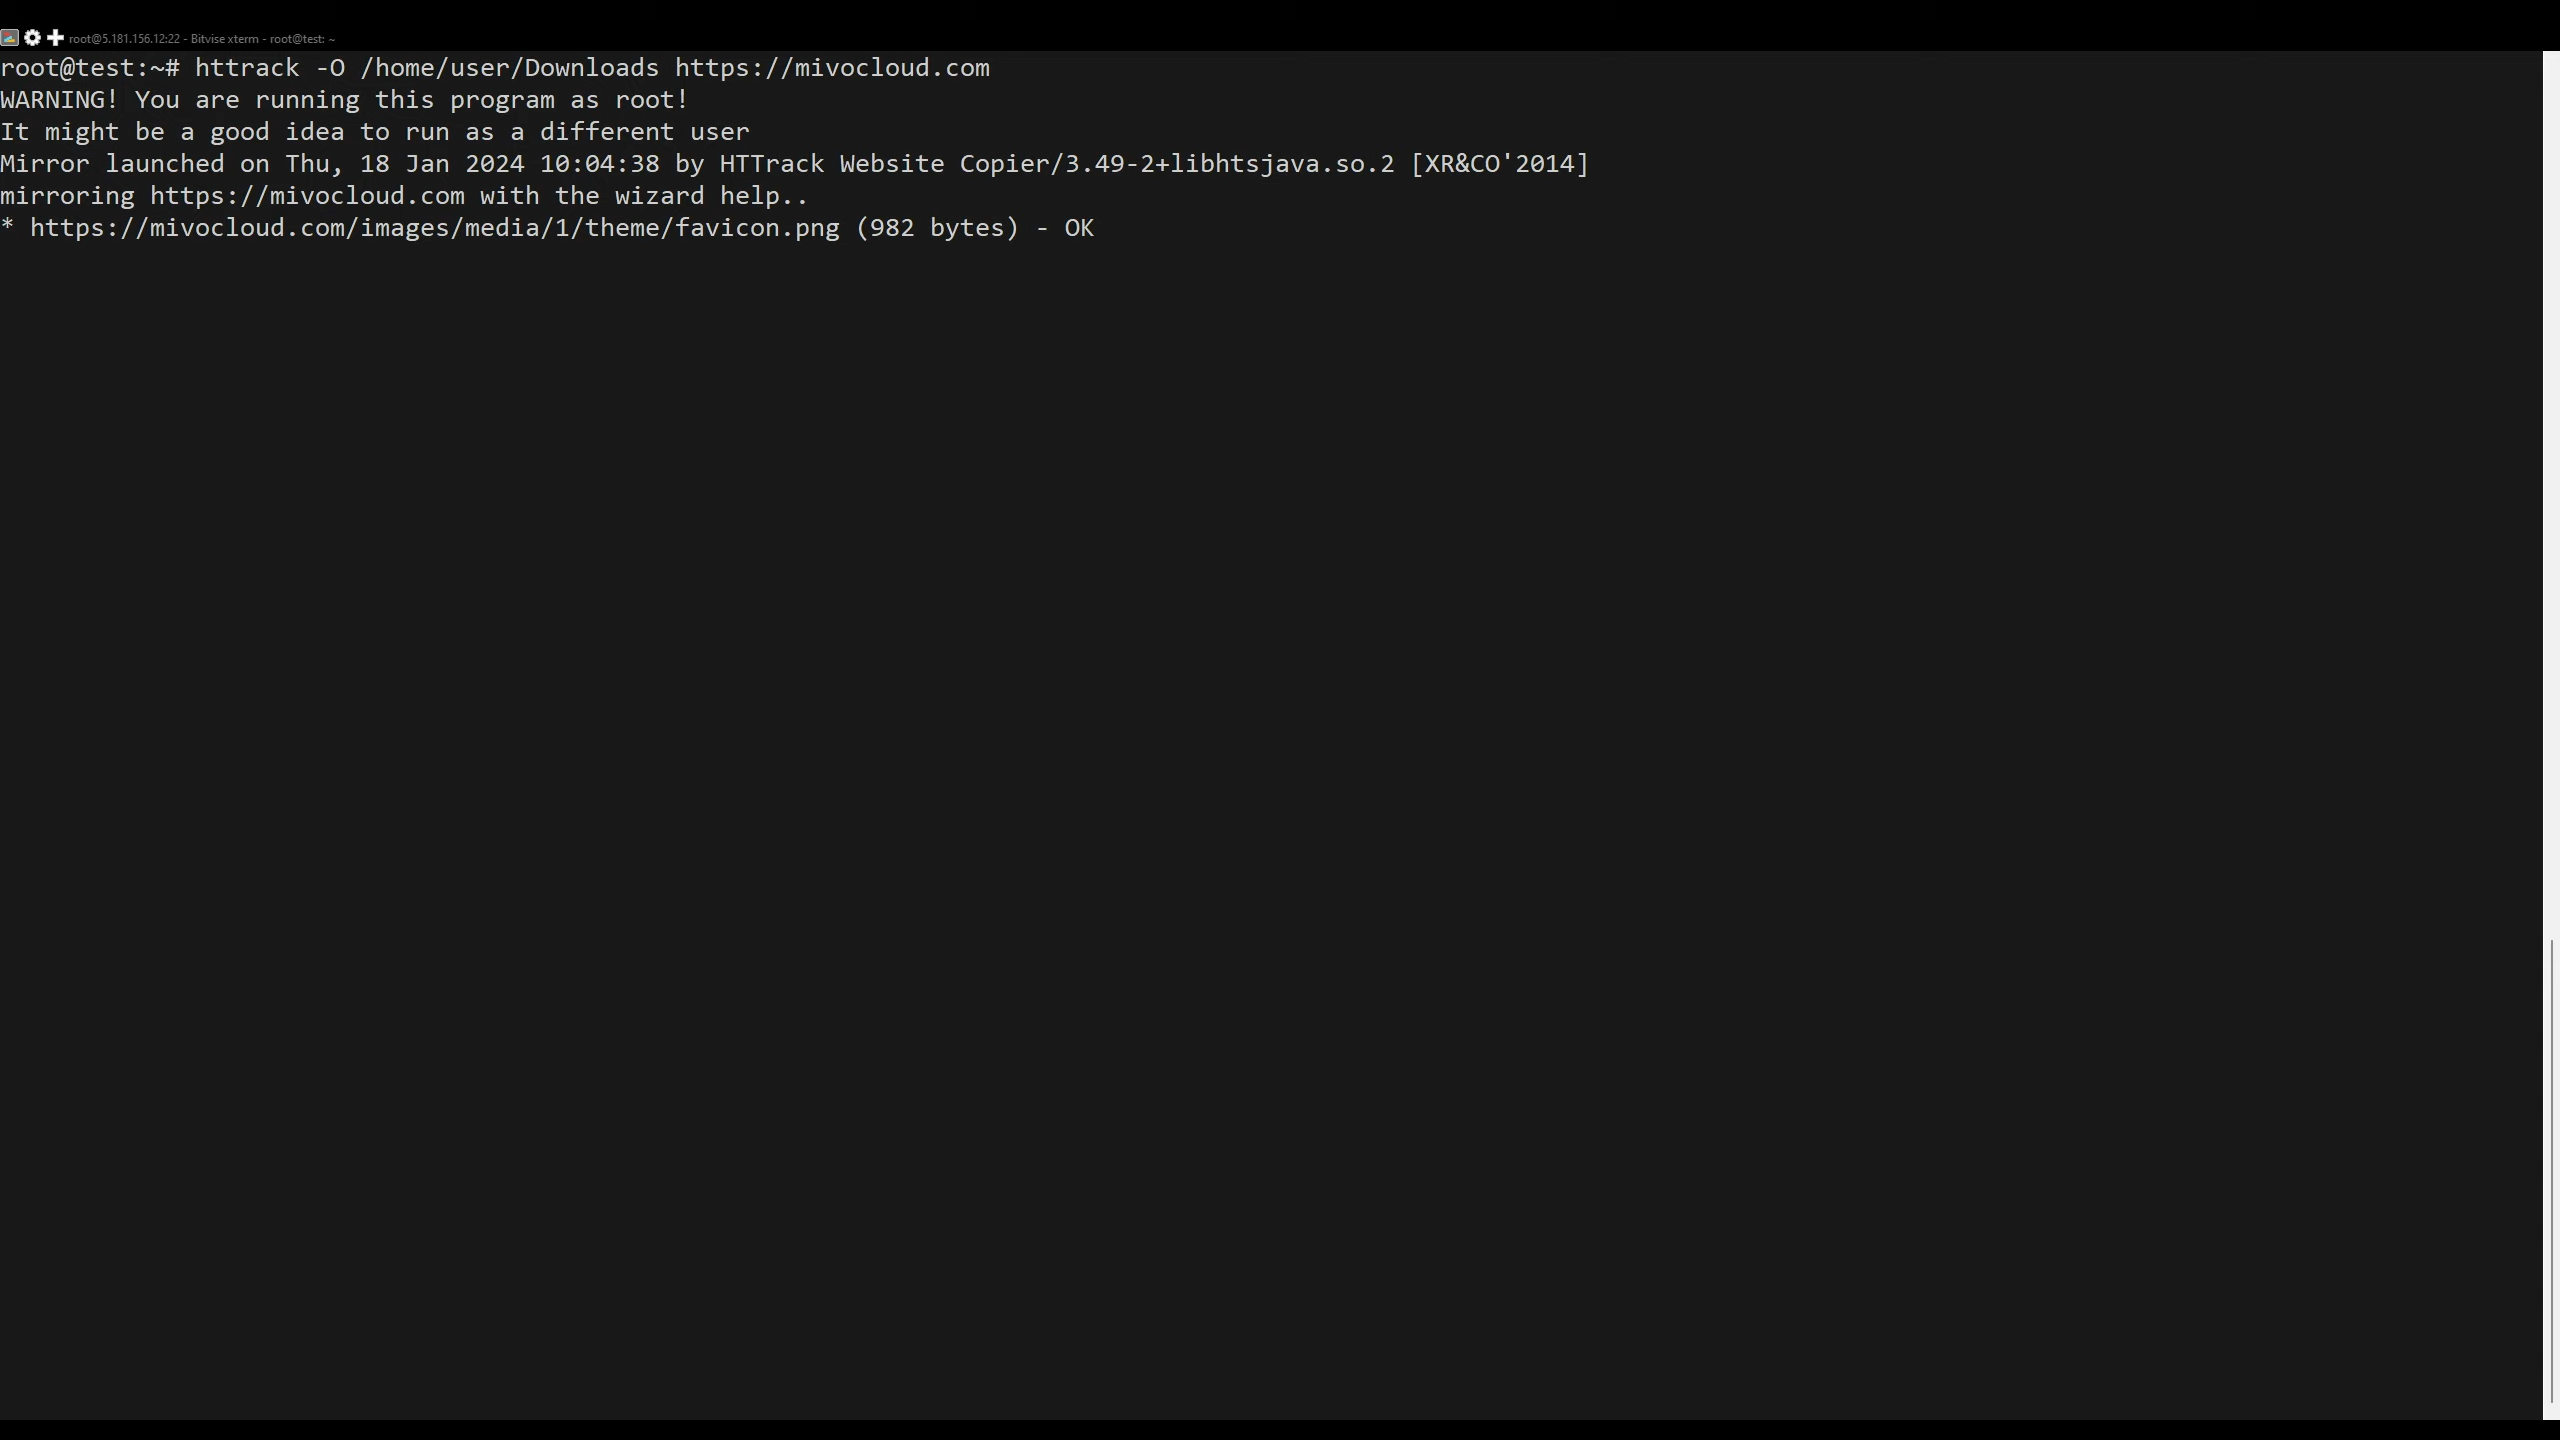 root@5.181.156.12:22 - Bitvise xterm - root@test: ~
root@test:~# httrack -O /home/user/Downloads https://mivocloud.com
WARNING! You are running this program as root!
It might be a good idea to run as a different user
Mirror launched on Thu, 18 Jan 2024 10:04:38 by HTTrack Website Copier/3.49-2+libhtsjava.so.2 [XR&CO'2014]
mirroring https://mivocloud.com with the wizard help..
* https://mivocloud.com/images/media/1/theme/favicon.png (982 bytes) - OK